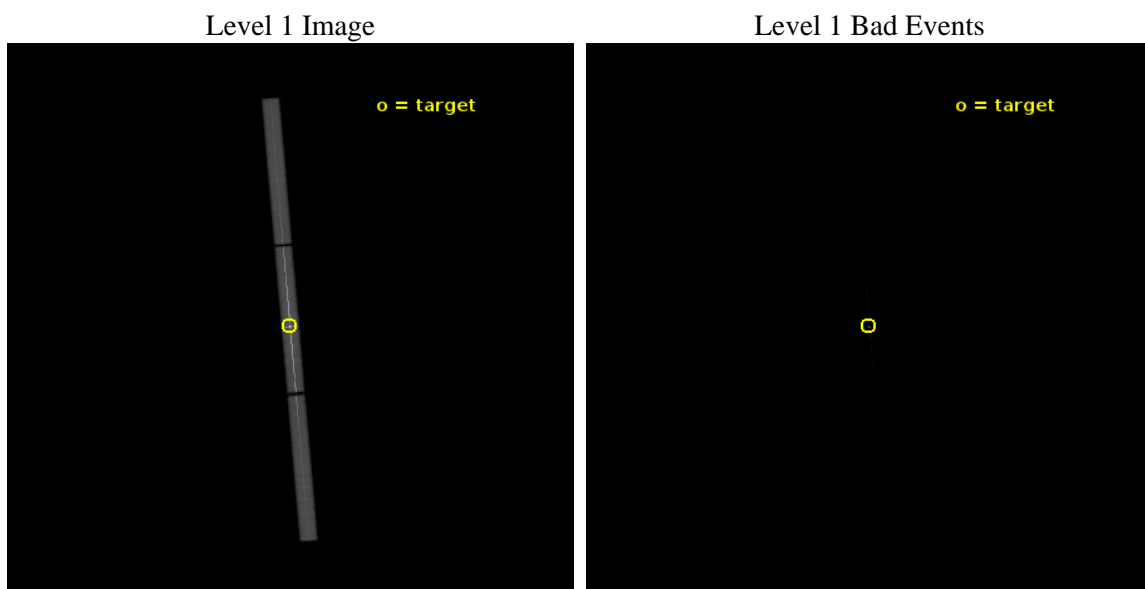 Level 1 Image
Level 1 Bad Events
o = target
o = target